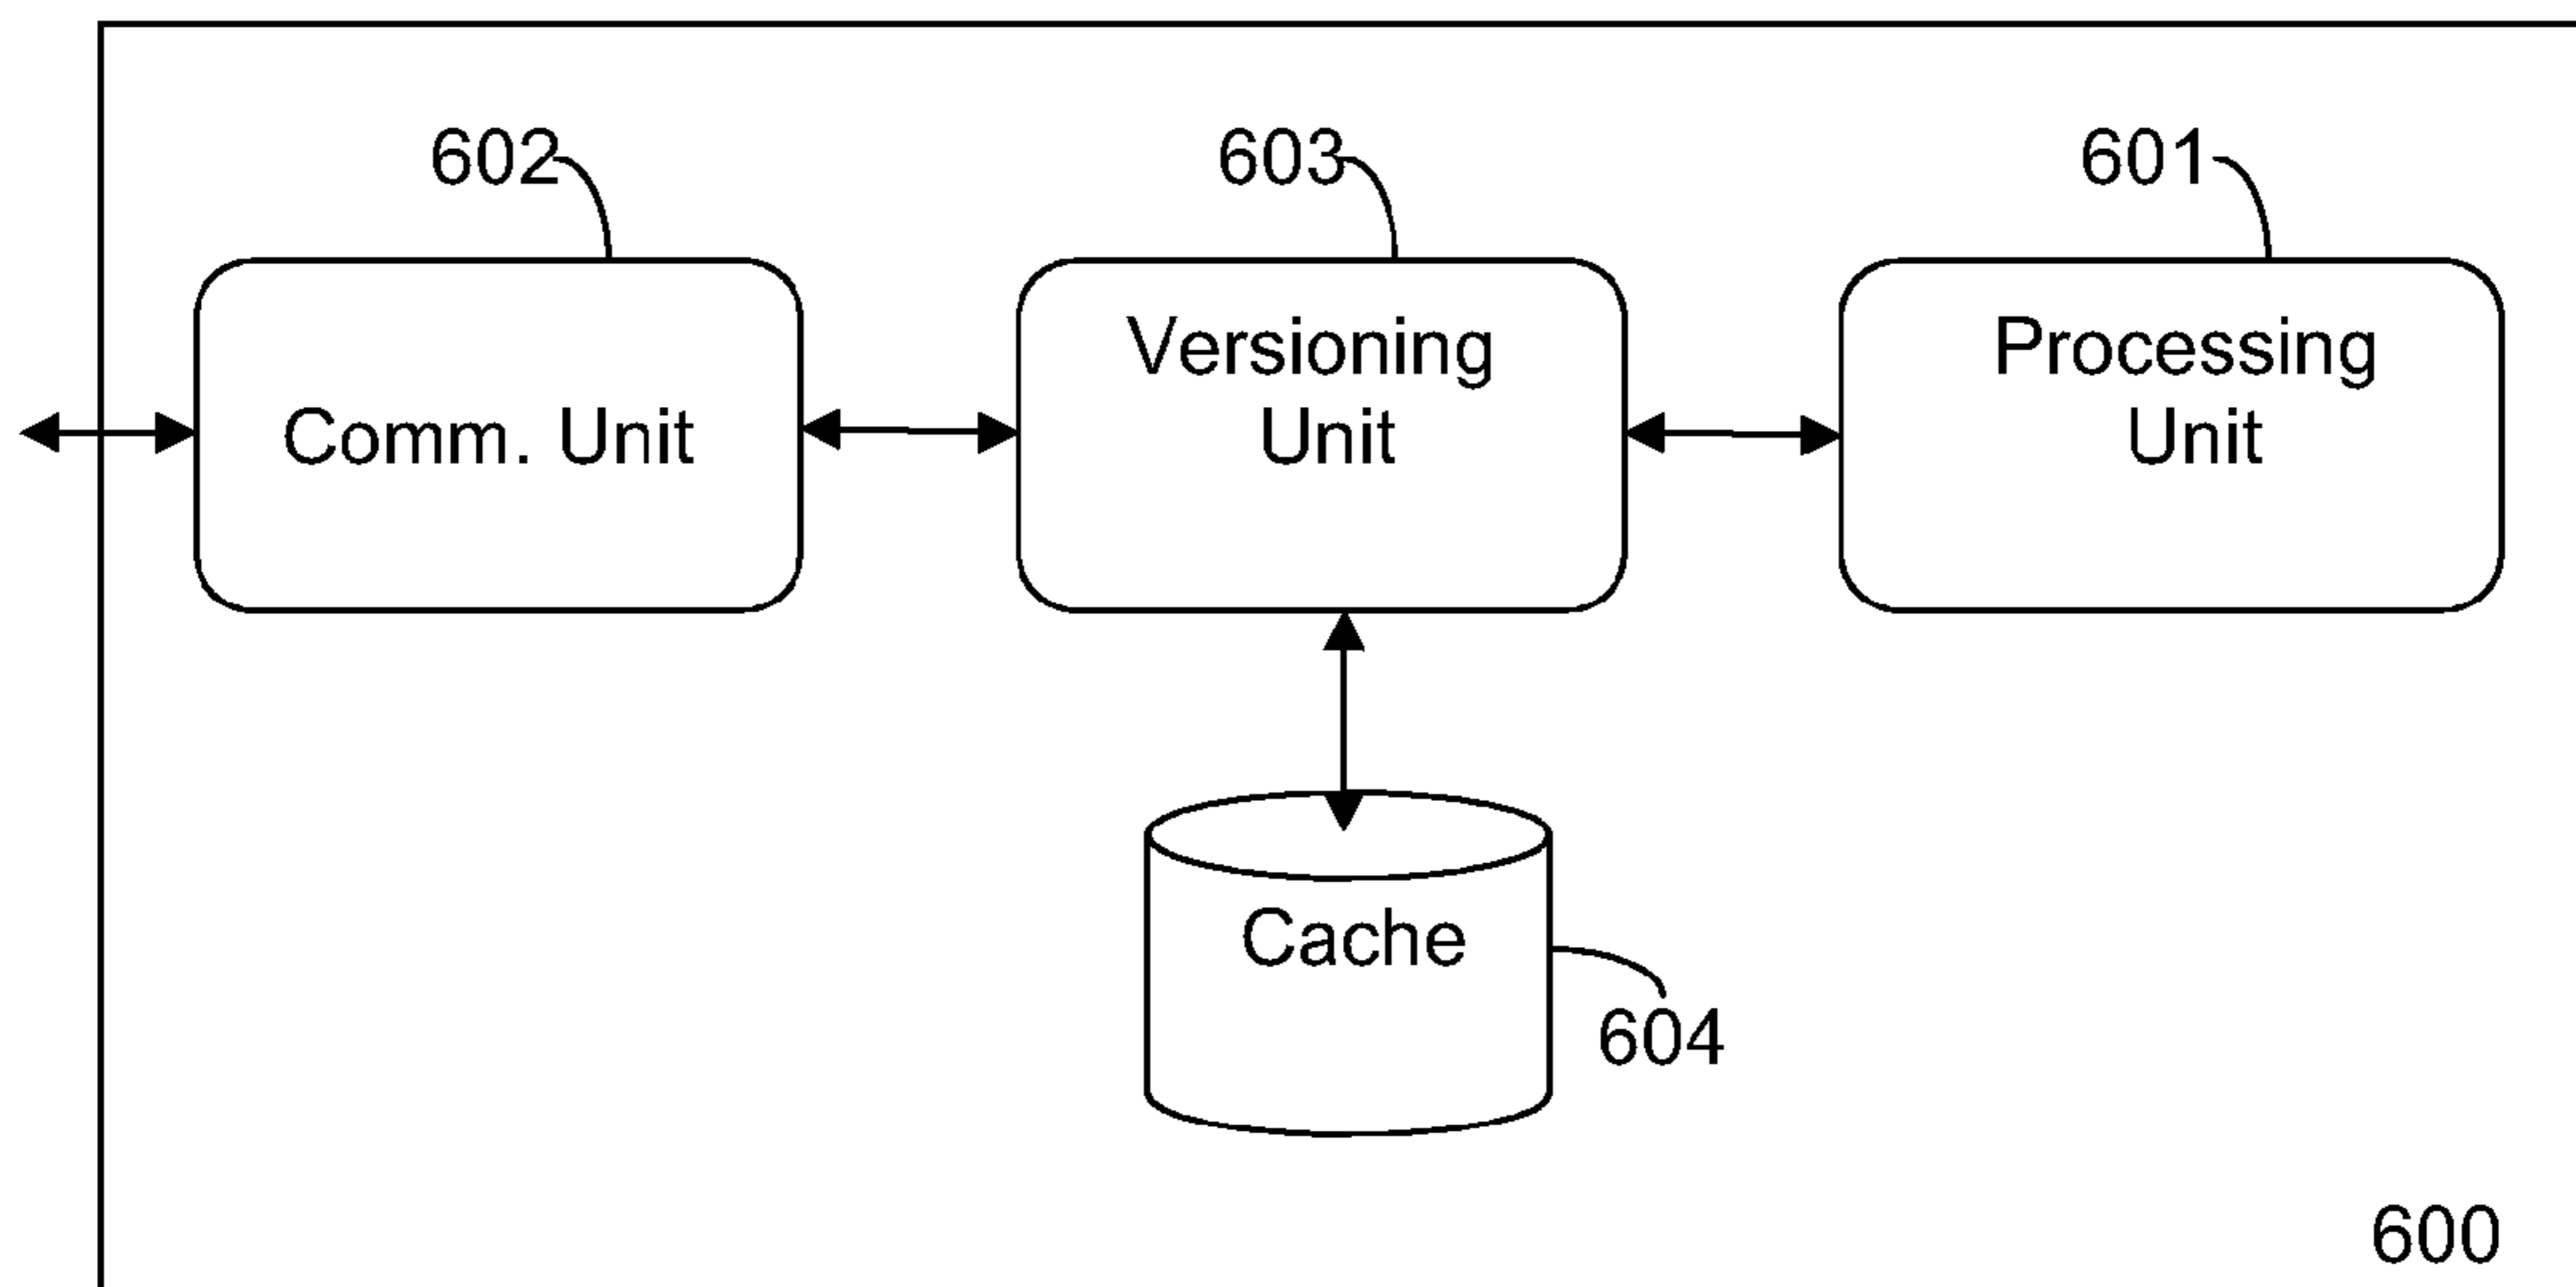 602
603
601
Comm. Unit
Versioning
Unit
Processing
Unit
Cache
604
600